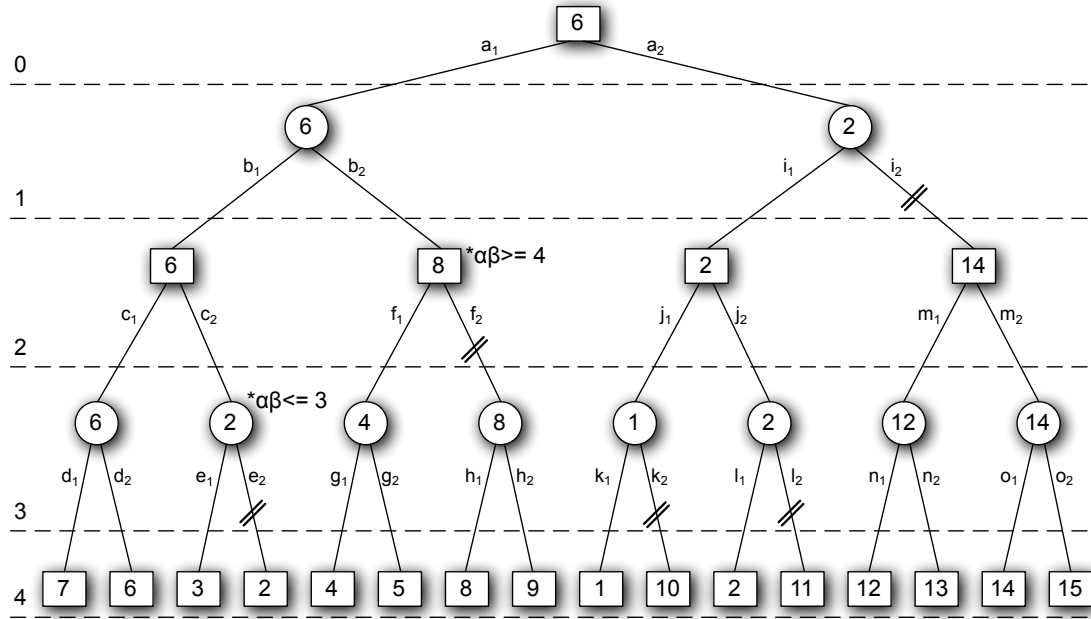 6
a₁ a₂
0
6 2
b₁ b₂ i₁ i₂
1
6 8 *αβ>= 4 2 14
c₁ c₂ f₁ f₂ j₁ j₂ m₁ m₂
2
6 2 *αβ<= 3 4 8 1 2 12 14
d₁ d₂ e₁ e₂ g₁ g₂ h₁ h₂ k₁ k₂ l₁ l₂ n₁ n₂ o₁ o₂
3
7 6 3 2 4 5 8 9 1 10 2 11 12 13 14 15
4